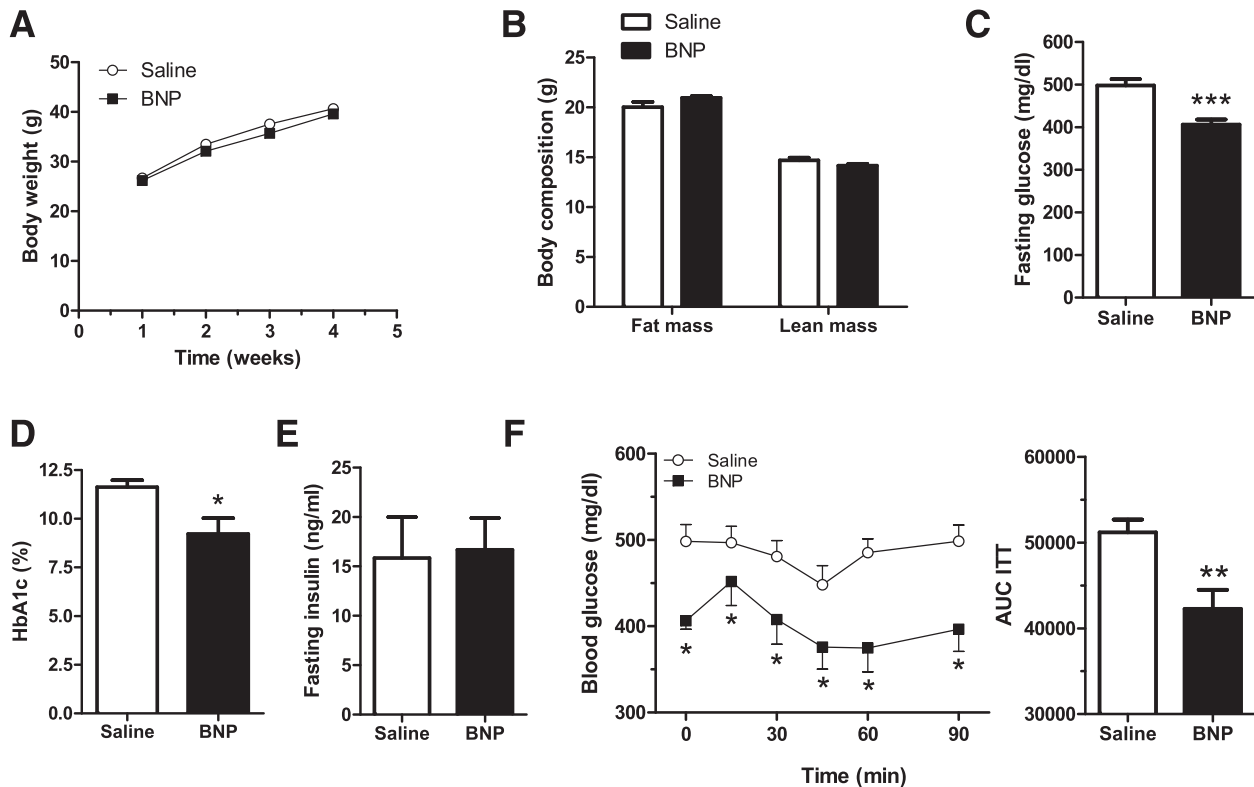 A
Body weight (g)
50
40
30
20
10
0
Saline
BNP
0 1 2 3 4 5
Time (weeks)
B
Saline
BNP
Body composition (g)
25
20
15
10
5
0
Fat mass Lean mass
C
Fasting glucose (mg/dl)
600
500
400
300
200
100
0
***
Saline BNP
D
HbA1c (%)
12.5
10.0
7.5
5.0
2.5
0.0
*
Saline BNP
E
Fasting insulin (ng/ml)
25
20
15
10
5
0
Saline BNP
F
Blood glucose (mg/dl)
600
500
400
300
Saline
BNP
* * * * * *
0 30 60 90
Time (min)
AUC ITT
60000
50000
40000
30000
**
Saline BNP